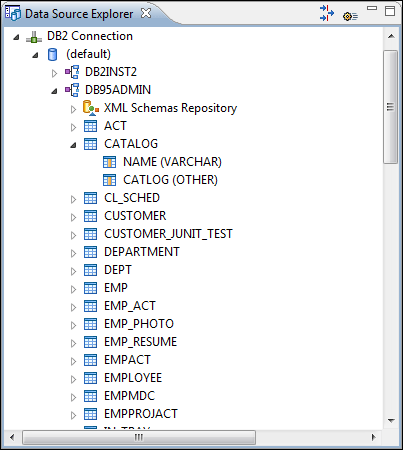 Data Source Explorer
DB2 Connection
(default)
DB2INST2
DB95ADMIN
XML Schemas Repository
ACT
CATALOG
NAME (VARCHAR)
CATLOG (OTHER)
CL_SCHED
CUSTOMER
CUSTOMER_JUNIT_TEST
DEPARTMENT
DEPT
EMP
EMP_ACT
EMP_PHOTO
EMP_RESUME
EMPACT
EMPLOYEE
EMPMDC
EMPPROJACT
IN_TRAY